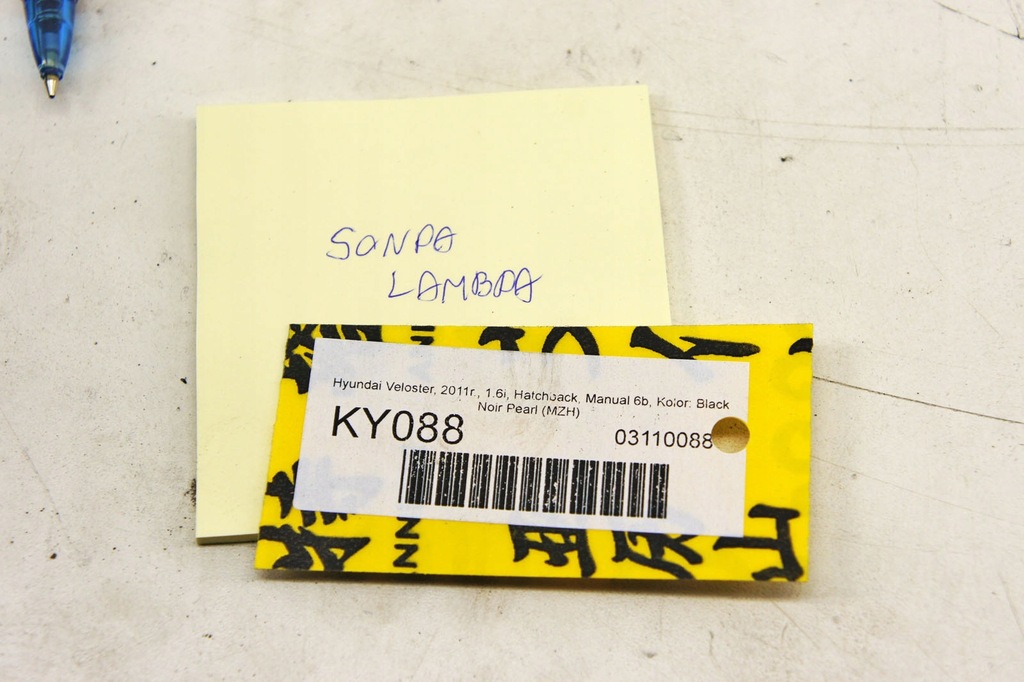 SONDA
LAMBDA
Hyundai Veloster, 2011r., 1.6i, Hatchback, Manual 6b, Kolor: Black
Noir Pearl (MZH)
KY088
03110088